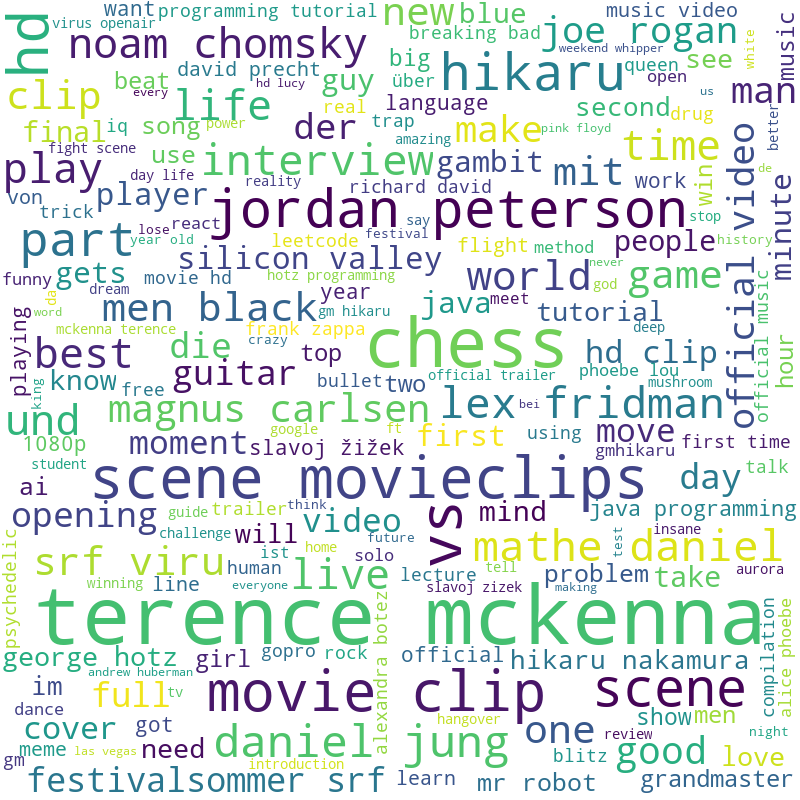 want programming tutorial new blue music video
virus openair breaking bad joe rogan music
hd noam chomsky weekend whipper white
david precht big hikaru queen see
beat hd lucy guy über open man
clip every life real language second drug us
final iq song power trap amazing make pink floyd time better
fight scene der gambit mit official video
play use day life interview work win de minute
von player reality richard david
trick jordan peterson
lose react say stop
part year old festival people
leetcode flight method history
silicon valley
funny gets movie hd hotz programming world never game
dream year god
da men black gm hikaru java meet tutorial official music
word mckenna terence frank zappa deep
playing crazy chess
best die top hd clip hour
guitar official trailer phoebe lou
king know free bullet two mushroom
und magnus carlsen bei lex fridman
google ft
1080p moment first using move first time
slavoj žižek gmhikaru
student scene movieclips day talk
ai
opening guide trailer think vs mind java programming
challenge will video insane
srf viru ist future mathe daniel test aurora
home solo tell
psychedelic human live lecture problem take
winning line everyone slavoj zizek making
terence mckenna
george hotz girl gopro rock official hikaru nakamura compilation alice phoebe
andrew huberman alexandra botez
im full tv movie clip scene
dance hangover show men
cover got daniel jung one review good night
meme las vegas need blitz love
gm introduction learn
festivalsommer srf mr robot grandmaster